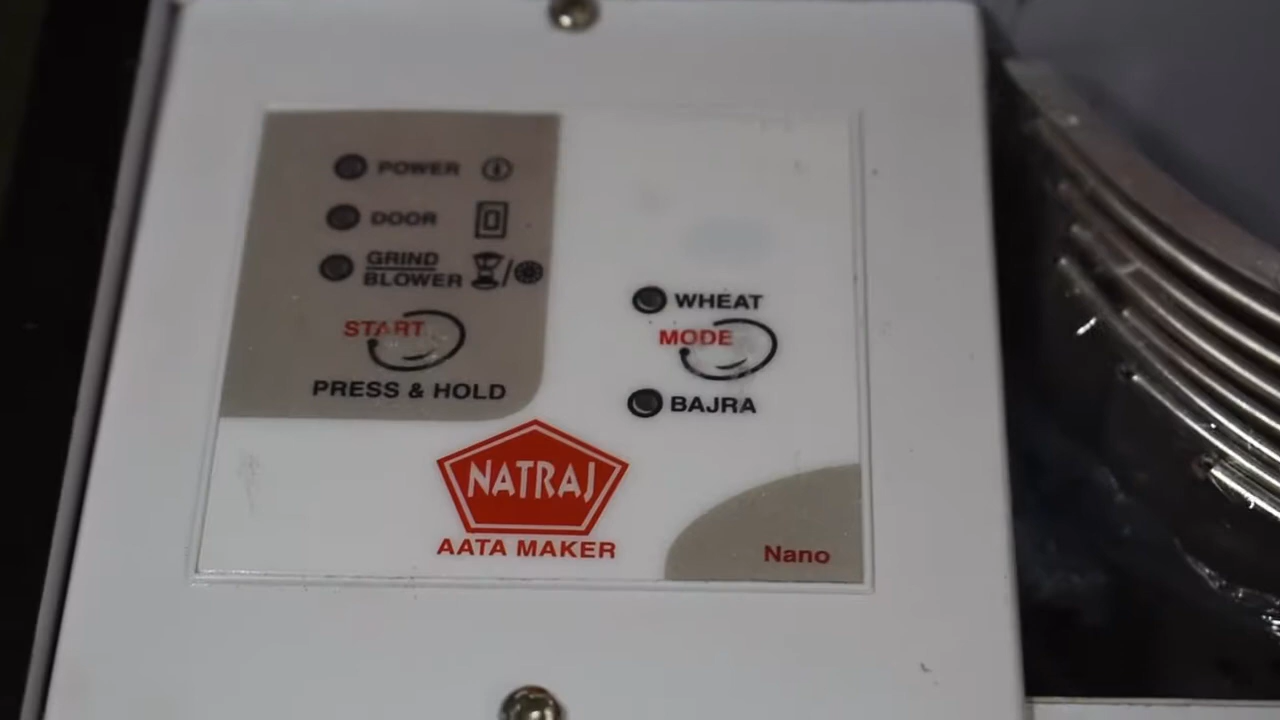 POWER
DOOR
GRIND
BLOWER
START
PRESS & HOLD
WHEAT
MODE
BAJRA
NATRAJ
AATA MAKER
Nano